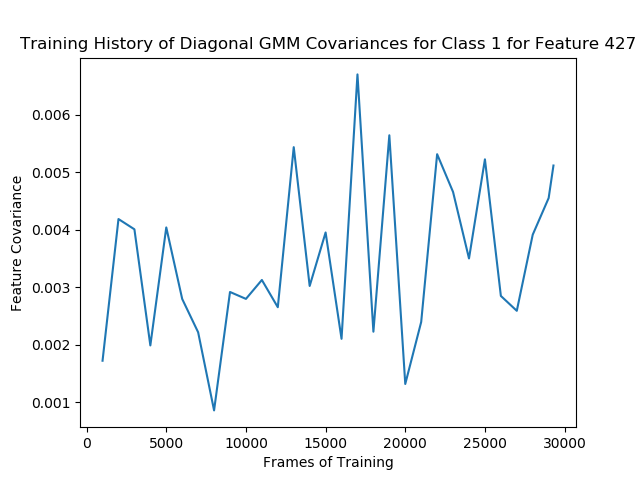 Training History of Diagonal GMM Covariances for Class 1 for Feature 427
Feature Covariance
0.006
0.005
0.004
0.003
0.002
0.001
0 5000 10000 15000 20000 25000 30000
Frames of Training